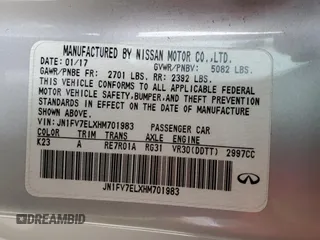 MANUFACTURED BY NISSAN MOTOR CO.,LTD.
DATE: 01/17 GVWR/PNBV: 5082 LBS.
GAWR/PNBE FR: 2701 LBS. RR: 2392 LBS.
THIS VEHICLE CONFORMS TO ALL APPLICABLE FEDERAL MOTOR
VEHICLE SAFETY, BUMPER, AND THEFT PREVENTION STANDARDS
IN EFFECT ON THE DATE OF MANUFACTURE
SHOWN ABOVE.
VIN: JN1FV7ELXHM701983 PASSENGER CAR
COLOR TRIM TRANS AXLE ENGINE
K23 A RE7R01A RG31 VR30(DDTT) 2997CC
JN1FV7ELXHM701983
INFINITI
DREAMBID